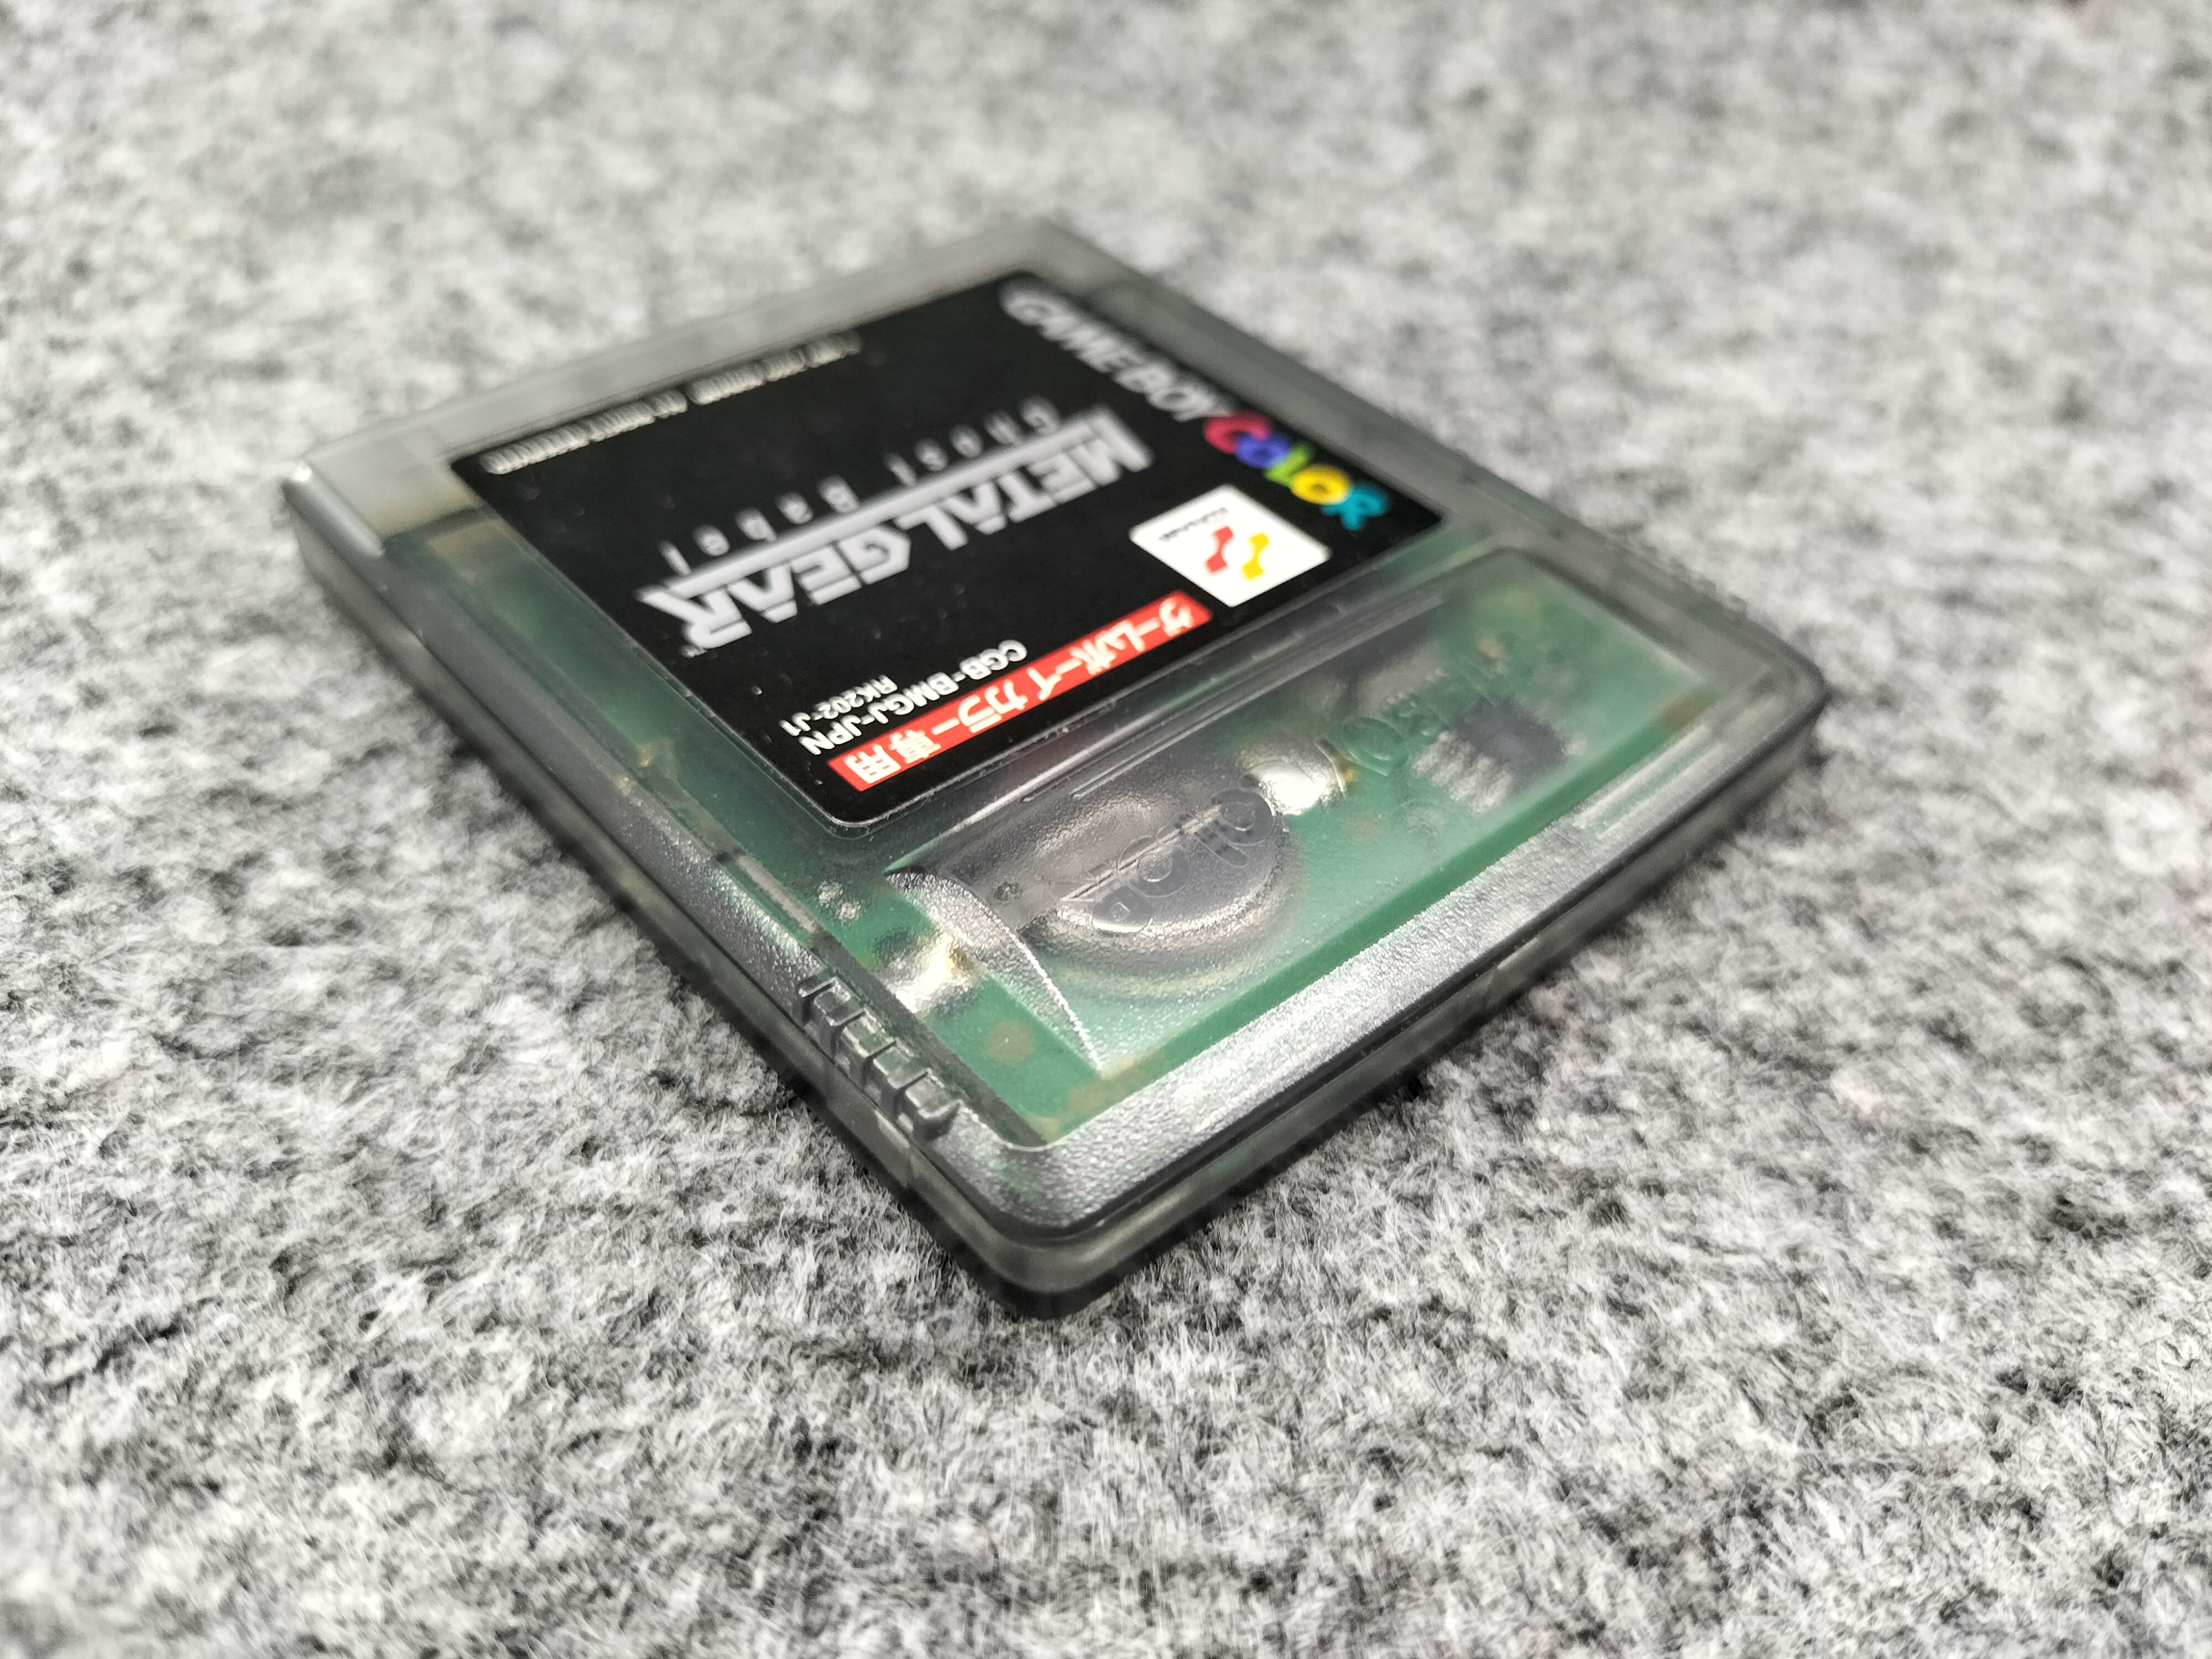 GAME BOY COLOR
KONAMI
METAL GEAR
Ghost Babel
ゲームボーイカラー専用
CGB-BMGJ-JPN
RK202-J1